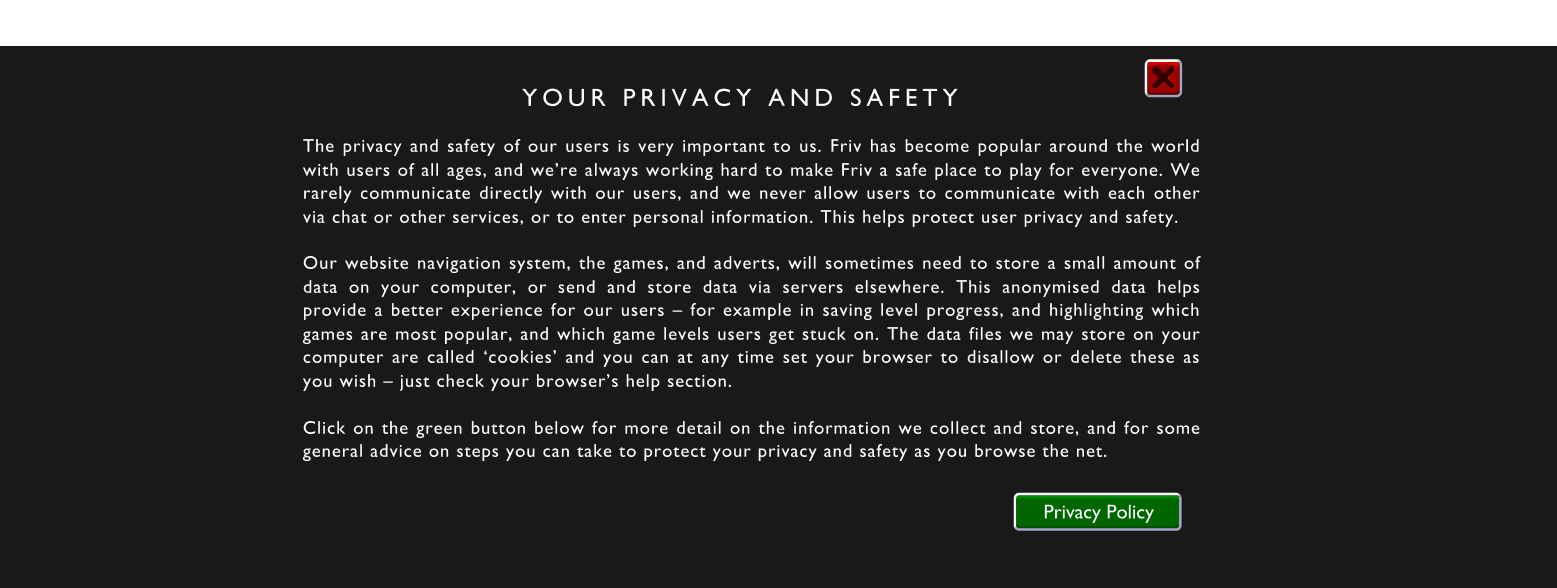 YOUR PRIVACY AND SAFETY
The privacy and safety of our users is very important to us. Friv has become popular around the world
with users of all ages, and we’re always working hard to make Friv a safe place to play for everyone. We
rarely communicate directly with our users, and we never allow users to communicate with each other
via chat or other services, or to enter personal information. This helps protect user privacy and safety.
Our website navigation system, the games, and adverts, will sometimes need to store a small amount of
data on your computer, or send and store data via servers elsewhere. This anonymised data helps
provide a better experience for our users – for example in saving level progress, and highlighting which
games are most popular, and which game levels users get stuck on. The data files we may store on your
computer are called ‘cookies’ and you can at any time set your browser to disallow or delete these as
you wish – just check your browser’s help section.
Click on the green button below for more detail on the information we collect and store, and for some
general advice on steps you can take to protect your privacy and safety as you browse the net.
Privacy Policy